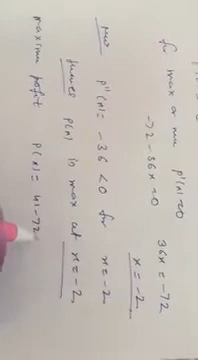 for max or min P'(x)=0
-72-36x=0
36x=-72
x=-2
Now P''(x)=-36<0 for x=-2
hence P(x) is max at x=-2
maximum profit P(x)=41-72